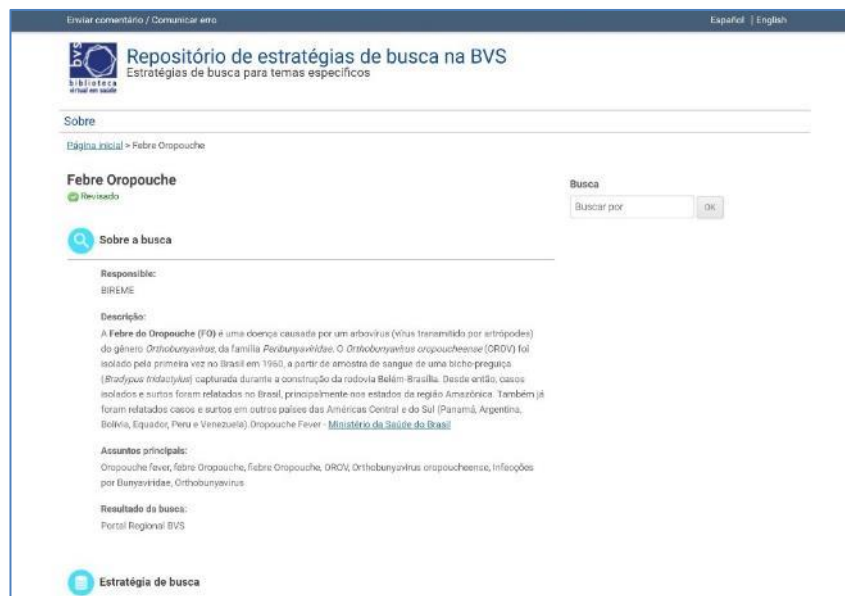 Enviar comentário / Comunicar erro
Español | English
bvs
biblioteca
virtual em saúde
Repositório de estratégias de busca na BVS
Estratégias de busca para temas específicos
Sobre
Página inicial > Febre Oropouche
Febre Oropouche
Revisado
Busca
Buscar por
OK
Sobre a busca
Responsible:
BIREME
Descrição:
A Febre do Oropouche (FO) é uma doença causada por um arbovírus (vírus transmitido por artrópodes)
do gênero Orthobunyavirus, da família Peribunyaviridae. O Orthobunyavirus oropoucheense (OROV) foi
isolado pela primeira vez no Brasil em 1960, a partir de amostra de sangue de uma bicho-preguiça
(Bradypus tridactylus) capturada durante a construção da rodovia Belém-Brasília. Desde então, casos
isolados e surtos foram relatados no Brasil, principalmente nos estados da região Amazônica. Também já
foram relatados casos e surtos em outros países das Américas Central e do Sul (Panamá, Argentina,
Bolívia, Equador, Peru e Venezuela).Oropouche Fever - Ministério da Saúde do Brasil
Assuntos principais:
Oropouche fever, febre Oropouche, fiebre Oropouche, OROV, Orthobunyavirus oropoucheense, Infecções
por Bunyaviridae, Orthobunyavirus
Resultado da busca:
Portal Regional BVS
Estratégia de busca